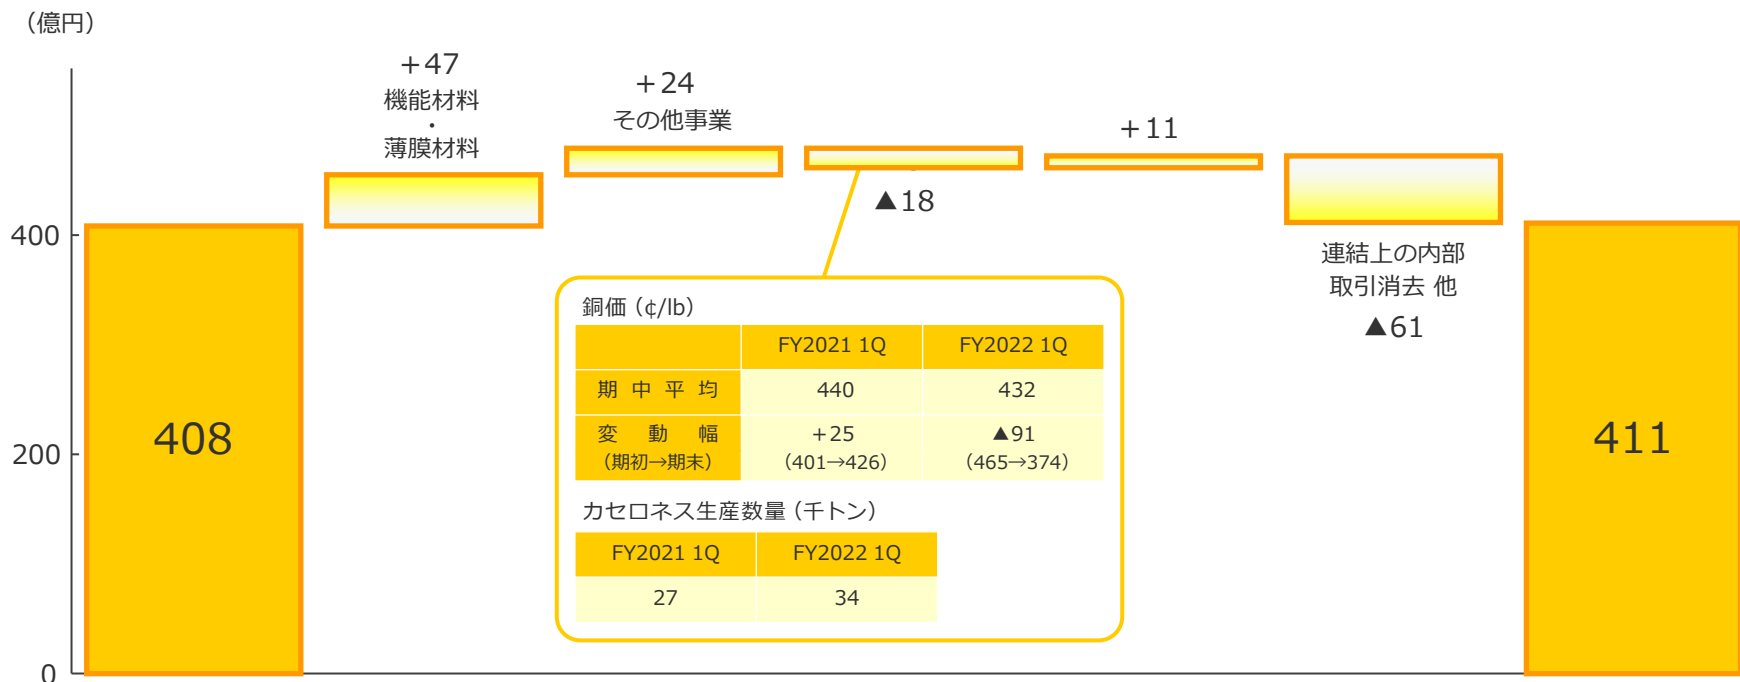 （億円）
＋47
機能材料
・
薄膜材料
＋24
その他事業
▲18
＋11
連結上の内部
取引消去 他
▲61
400
200
0
408
411
銅価（¢/lb）
FY2021 1Q FY2022 1Q
期中平均 440 432
変動幅 ＋25 ▲91
（期初→期末） （401→426） （465→374）
カセロネス生産数量（千トン）
FY2021 1Q FY2022 1Q
27 34